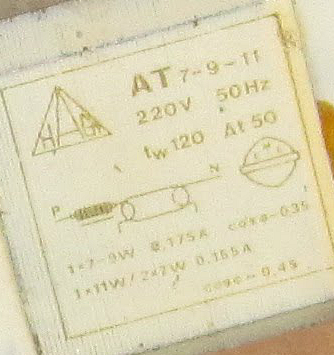 AT 7-9-11
220V 50Hz
tw 120 At 50
P N
1×7-9W 0.175A cosφ-0.35
1×11W/2×7W 0.155A
cosφ-0.45